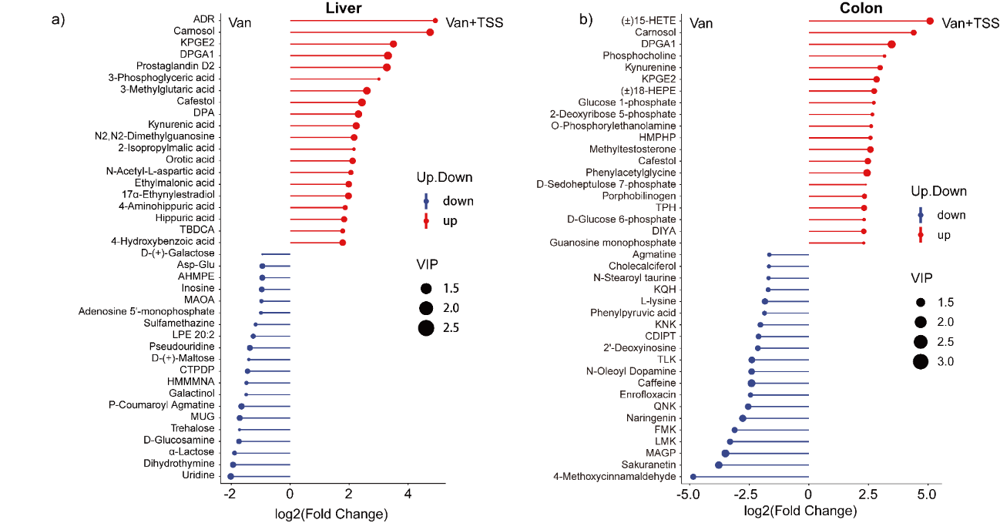 a)
Liver
Van
Van+TSS
ADR
Carnosol
KPGE2
DPGA1
Prostaglandin D2
3-Phosphoglyceric acid
3-Methylglutaric acid
Cafestol
DPA
Kynurenic acid
N2,N2-Dimethylguanosine
2-Isopropylmalic acid
Orotic acid
N-Acetyl-L-aspartic acid
Ethylmalonic acid
17α-Ethynylestradiol
4-Aminohippuric acid
Hippuric acid
TBDCA
4-Hydroxybenzoic acid
D-(+)-Galactose
Asp-Glu
AHMPE
Inosine
MAOA
Adenosine 5'-monophosphate
Sulfamethazine
LPE 20:2
Pseudouridine
D-(+)-Maltose
CTPDP
HMMMNA
Galactinol
P-Coumaroyl Agmatine
MUG
Trehalose
D-Glucosamine
α-Lactose
Dihydrothymine
Uridine
-2
0
2
4
log2(Fold Change)
Up.Down
down
up
VIP
1.5
2.0
2.5
b)
Colon
Van
Van+TSS
(±)15-HETE
Carnosol
DPGA1
Phosphocholine
Kynurenine
KPGE2
(±)18-HEPE
Glucose 1-phosphate
2-Deoxyribose 5-phosphate
O-Phosphorylethanolamine
HMPHP
Methyltestosterone
Cafestol
Phenylacetylglycine
D-Sedoheptulose 7-phosphate
Porphobilinogen
TPH
D-Glucose 6-phosphate
DIYA
Guanosine monophosphate
Agmatine
Cholecalciferol
N-Stearoyl taurine
KQH
L-lysine
Phenylpyruvic acid
KNK
CDIPT
2'-Deoxyinosine
TLK
N-Oleoyl Dopamine
Caffeine
Enrofloxacin
QNK
Naringenin
FMK
LMK
MAGP
Sakuranetin
4-Methoxycinnamaldehyde
-5.0
-2.5
0
2.5
5.0
log2(Fold Change)
Up.Down
down
up
VIP
1.5
2.0
2.5
3.0